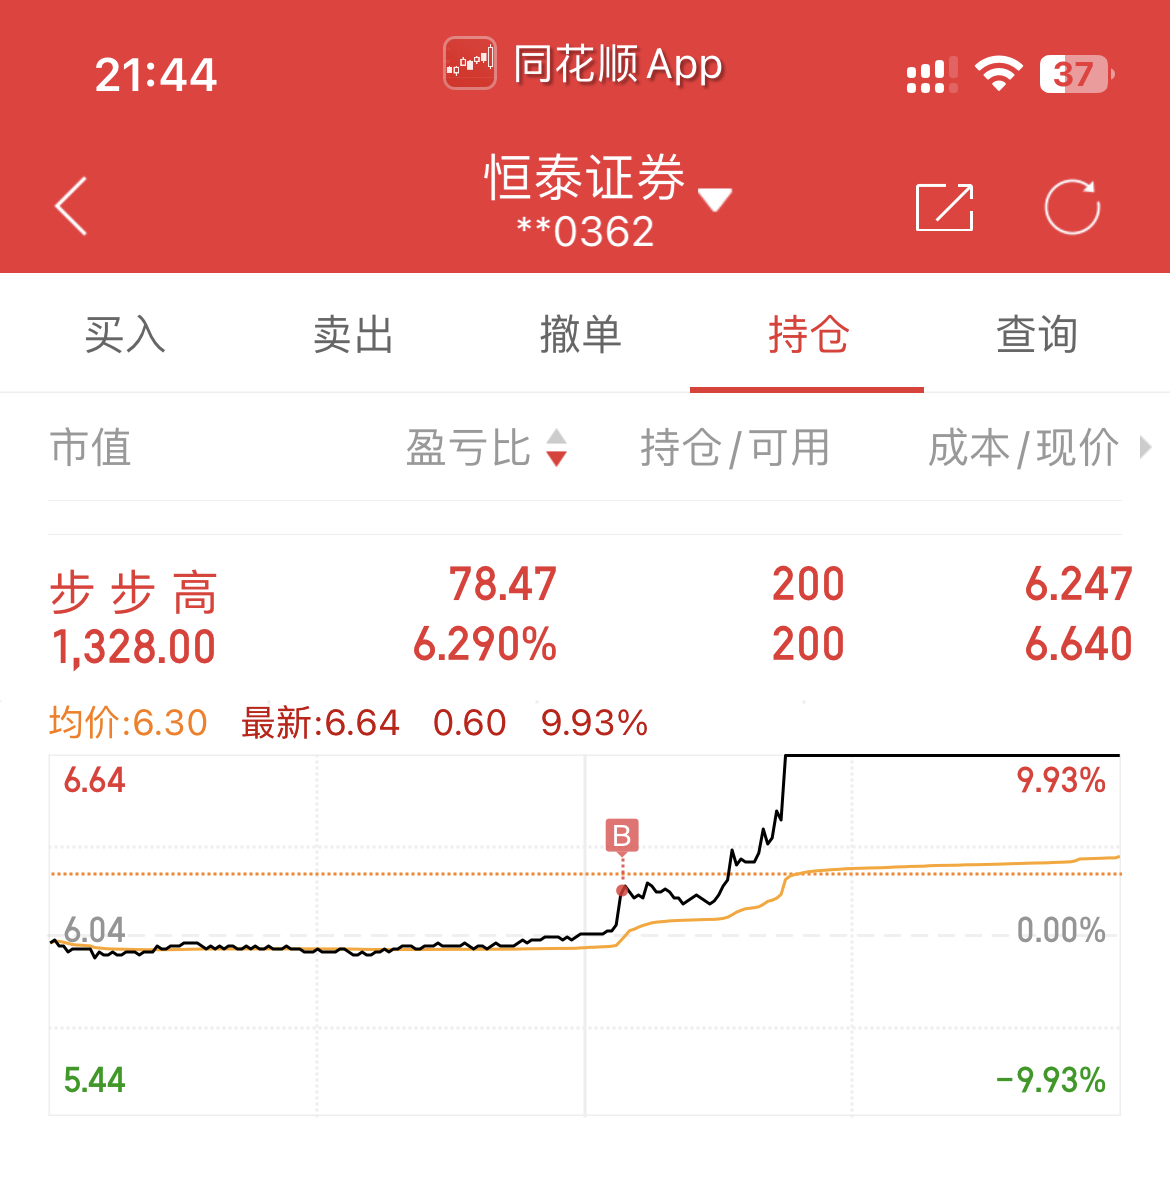 21:44
同花顺 App
37
恒泰证券
**0362
买入 卖出 撤单 持仓 查询
市值 盈亏比 持仓/可用 成本/现价
步步高 78.47 200 6.247
1,328.00 6.290% 200 6.640
均价:6.30 最新:6.64 0.60 9.93%
6.64 9.93%
B
6.04 0.00%
5.44 -9.93%